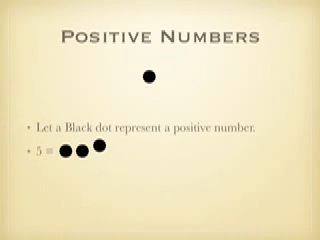 Positive Numbers
• Let a Black dot represent a positive number.
• 5 =